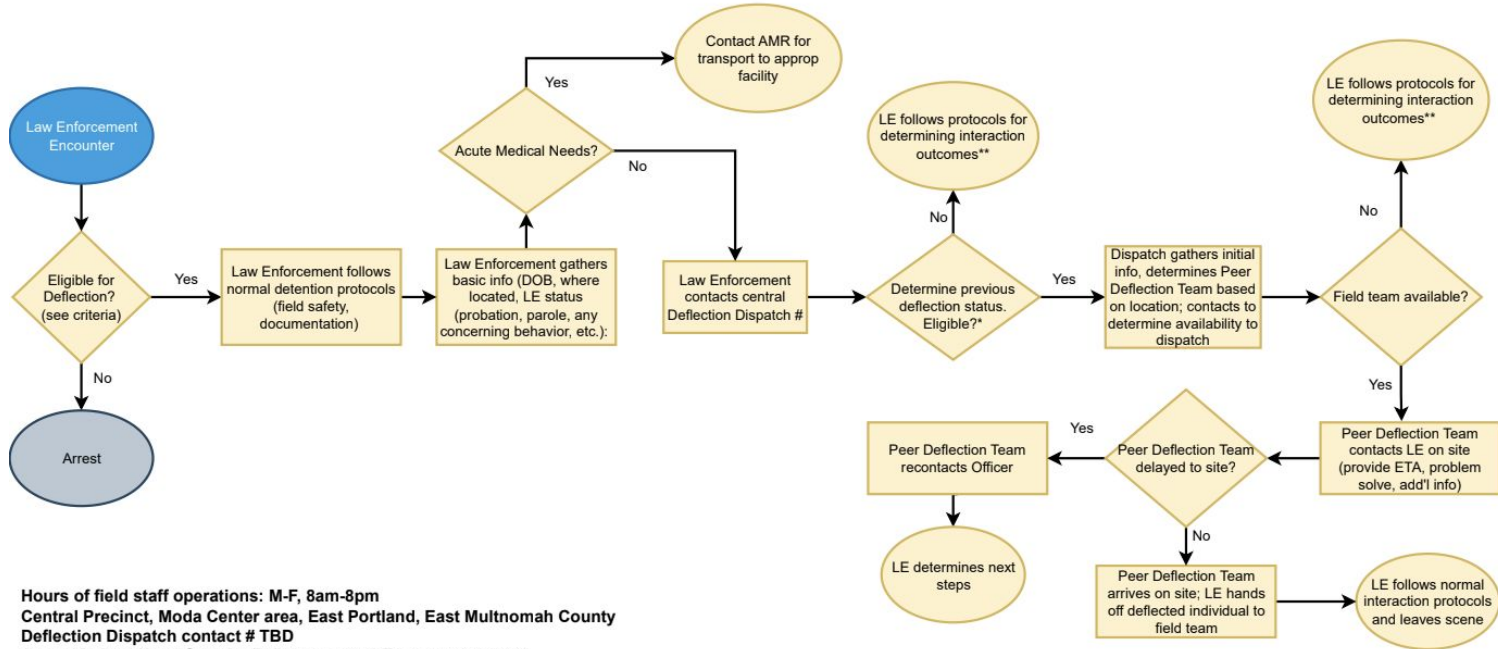 Law Enforcement
Encounter
Eligible for
Deflection?
(see criteria)
Yes
No
Arrest
Law Enforcement follows
normal detention protocols
(field safety,
documentation)
Law Enforcement gathers
basic info (DOB, where
located, LE status
(probation, parole, any
concerning behavior, etc.):
Acute Medical Needs?
Yes
Contact AMR for
transport to approp
facility
No
Law Enforcement
contacts central
Deflection Dispatch #
Determine previous
deflection status.
Eligible?*
No
LE follows protocols for
determining interaction
outcomes**
Yes
Dispatch gathers initial
info, determines Peer
Deflection Team based
on location; contacts to
determine availability to
dispatch
Field team available?
No
LE follows protocols for
determining interaction
outcomes**
Yes
Peer Deflection Team
contacts LE on site
(provide ETA, problem
solve, add'l info)
Peer Deflection Team
delayed to site?
Yes
Peer Deflection Team
recontacts Officer
LE determines next
steps
No
Peer Deflection Team
arrives on site; LE hands
off deflected individual to
field team
LE follows normal
interaction protocols
and leaves scene
Hours of field staff operations: M-F, 8am-8pm
Central Precinct, Moda Center area, East Portland, East Multnomah County
Deflection Dispatch contact # TBD